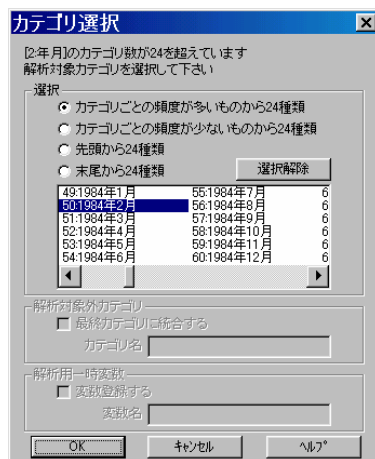 カテゴリ選択
[2:年月]のカテゴリ数が24を超えています
解析対象カテゴリを選択して下さい
選択
カテゴリごとの頻度が多いものから24種類
カテゴリごとの頻度が少ないものから24種類
先頭から24種類
末尾から24種類
選択解除
49:1984年1月 55:1984年7月 6
50:1984年2月 56:1984年8月 6
51:1984年3月 57:1984年9月 6
52:1984年4月 58:1984年10月 6
53:1984年5月 59:1984年11月 6
54:1984年6月 60:1984年12月 6
解析対象外カテゴリ
最終カテゴリに統合する
カテゴリ名
解析用一時変数
変数登録する
変数名
OK キャンセル ヘルプ